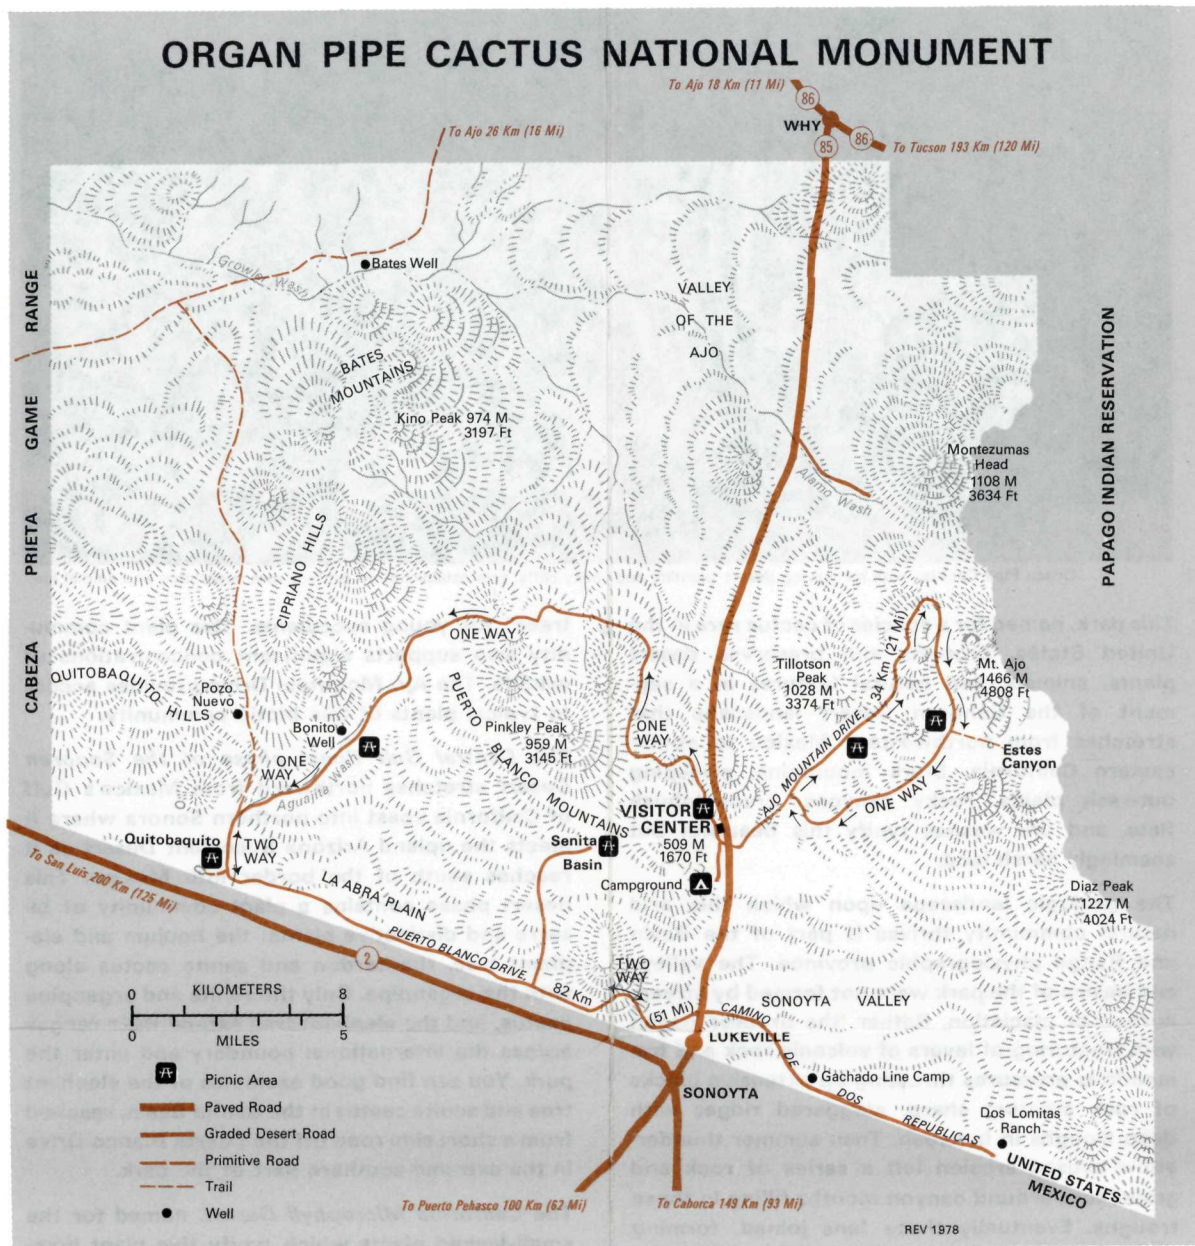 ORGAN PIPE CACTUS NATIONAL MONUMENT
To Ajo 18 Km (11 Mi)
86
WHY
86
85
To Tucson 193 Km (120 Mi)
To Ajo 26 Km (16 Mi)
Growler Wash
Bates Well
VALLEY
OF THE
AJO
BATES
MOUNTAINS
Kino Peak 974 M
3197 Ft
CABEZA PRIETA GAME RANGE
PAPAGO INDIAN RESERVATION
Montezumas
Head
1108 M
3634 Ft
Alamo Wash
CIPRIANO HILLS
ONE WAY
QUITOBAQUITO HILLS
Pozo
Nuevo
Bonito
Well
ONE
WAY
Aguajita Wash
PUERTO BLANCO MOUNTAINS
Pinkley Peak
959 M
3145 Ft
ONE
WAY
Tillotson
Peak
1028 M
3374 Ft
AJO MOUNTAIN DRIVE 34 Km (21 Mi)
Mt. Ajo
1466 M
4808 Ft
Estes
Canyon
ONE WAY
VISITOR
CENTER
509 M
1670 Ft
Senita
Basin
Campground
Quitobaquito
TWO
WAY
To San Luis 200 Km (125 Mi)
LA ABRA PLAIN
PUERTO BLANCO DRIVE
82 Km
(51 Mi)
2
TWO
WAY
Diaz Peak
1227 M
4024 Ft
SONOYTA VALLEY
CAMINO DE DOS REPUBLICAS
LUKEVILLE
Gachado Line Camp
SONOYTA
Dos Lomitas
Ranch
UNITED STATES
MEXICO
To Puerto Peñasco 100 Km (62 Mi)
To Caborca 149 Km (93 Mi)
KILOMETERS
0 8
0 5
MILES
Picnic Area
Paved Road
Graded Desert Road
Primitive Road
Trail
Well
REV 1978